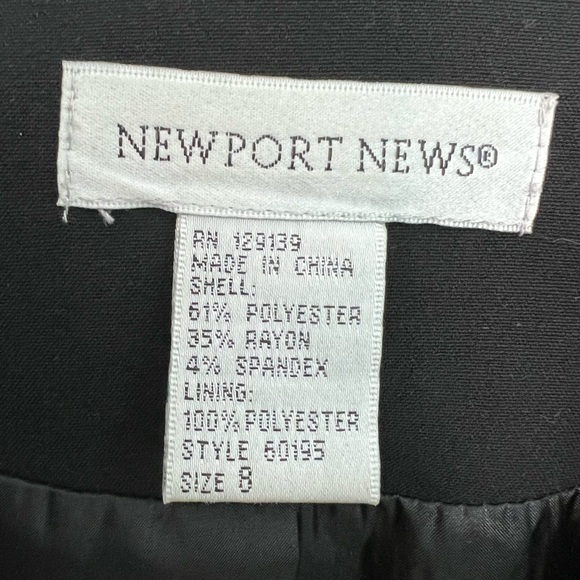 NEWPORT NEWS®
RN 129139
MADE IN CHINA
SHELL:
61% POLYESTER
35% RAYON
4% SPANDEX
LINING:
100% POLYESTER
STYLE 60195
SIZE 8